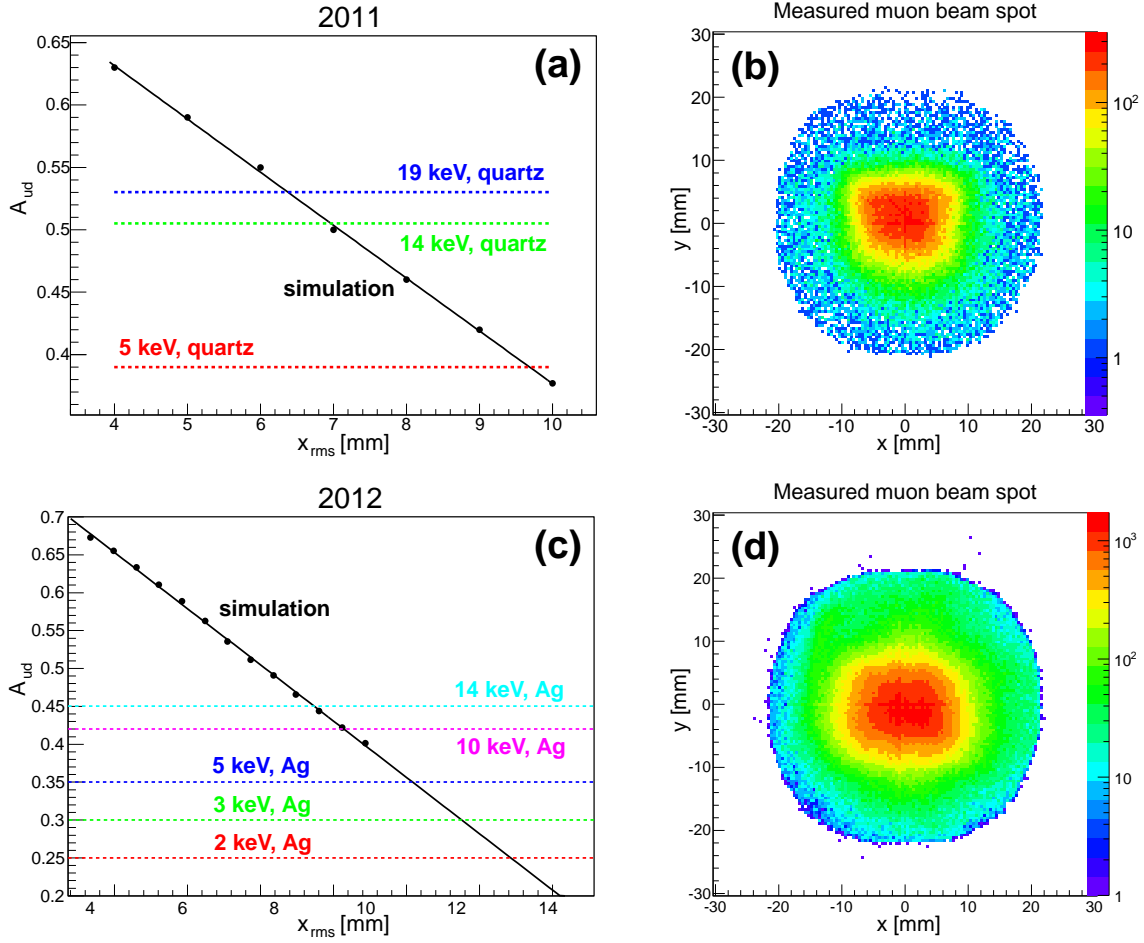 2011
(a)
0.65
0.6
0.55
0.5
0.45
0.4
A_ud
19 keV, quartz
14 keV, quartz
simulation
5 keV, quartz
4 5 6 7 8 9 10
x_rms [mm]
Measured muon beam spot
(b)
30
20
10
0
-10
-20
-30
y [mm]
-30 -20 -10 0 10 20 30
x [mm]
10²
10
1
2012
(c)
0.7
0.65
0.6
0.55
0.5
0.45
0.4
0.35
0.3
0.25
0.2
A_ud
simulation
14 keV, Ag
10 keV, Ag
5 keV, Ag
3 keV, Ag
2 keV, Ag
4 6 8 10 12 14
x_rms [mm]
Measured muon beam spot
(d)
30
20
10
0
-10
-20
-30
y [mm]
-30 -20 -10 0 10 20 30
x [mm]
10³
10²
10
1